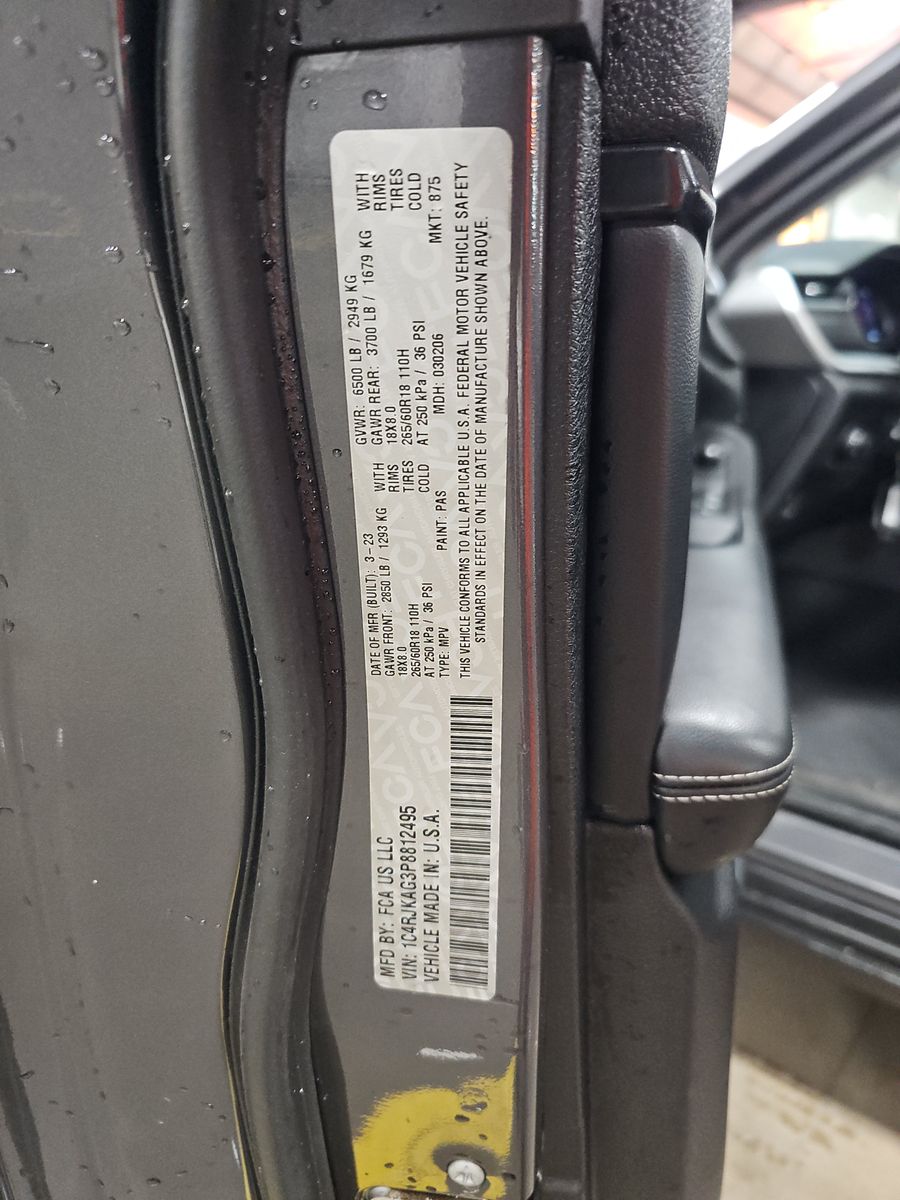 MFD BY: FCA US LLC
VIN: 1C4RJKAG3P8812495
VEHICLE MADE IN: U.S.A.
DATE OF MFR (BUILT): 3-23
GAWR FRONT: 2850 LB / 1293 KG WITH
18X8.0 RIMS
265/60R18 110H TIRES
AT 250 kPa / 36 PSI COLD
GVWR: 6500 LB / 2949 KG
GAWR REAR: 3700 LB / 1679 KG WITH
18X8.0 RIMS
265/60R18 110H TIRES
AT 250 kPa / 36 PSI COLD
TYPE: MPV PAINT: PAS MDH: 030206 MKT: 875
THIS VEHICLE CONFORMS TO ALL APPLICABLE U.S.A. FEDERAL MOTOR VEHICLE SAFETY
STANDARDS IN EFFECT ON THE DATE OF MANUFACTURE SHOWN ABOVE.